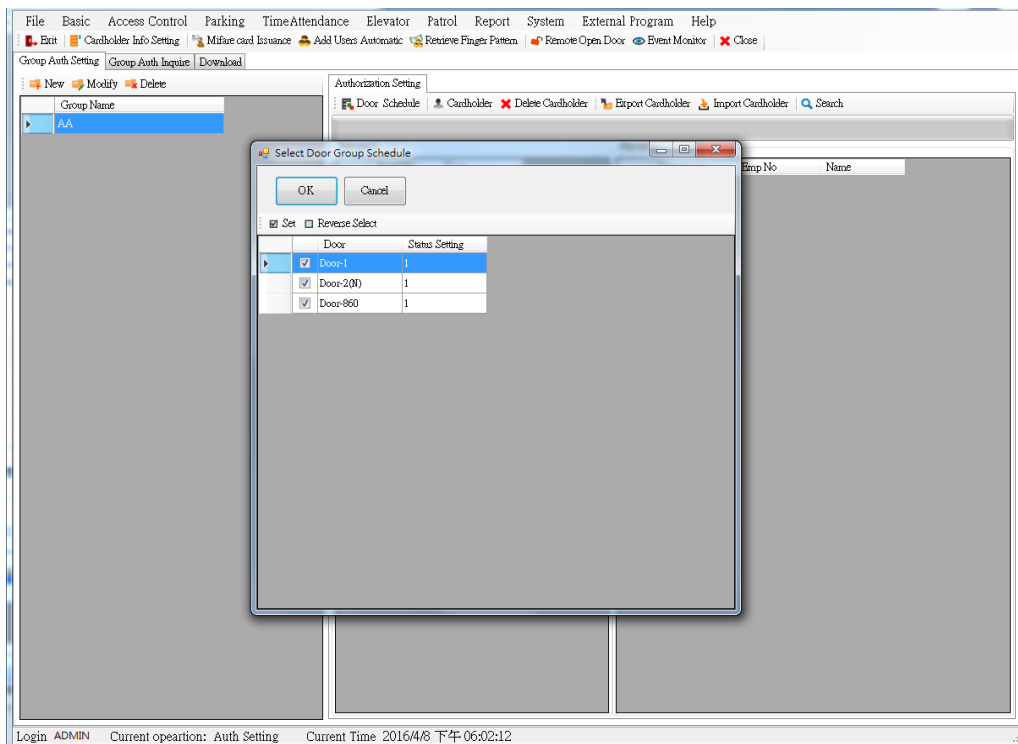 File Basic Access Control Parking TimeAttendance Elevator Patrol Report System External Program Help
Exit Cardholder Info Setting Mifare card Issuance Add Users Automatic Retrieve Finger Pattern Remote Open Door Event Monitor Close
Group Auth Setting Group Auth Inquire Download
New Modify Delete
Group Name
AA
Authorization Setting
Door Schedule Cardholder Delete Cardholder Export Cardholder Import Cardholder Search
Emp No Name
Select Door Group Schedule
OK Cancel
Set Reverse Select
Door Status Setting
Door-1 1
Door-2(N) 1
Door-860 1
Login ADMIN Current opeartion: Auth Setting Current Time 2016/4/8 下午 06:02:12